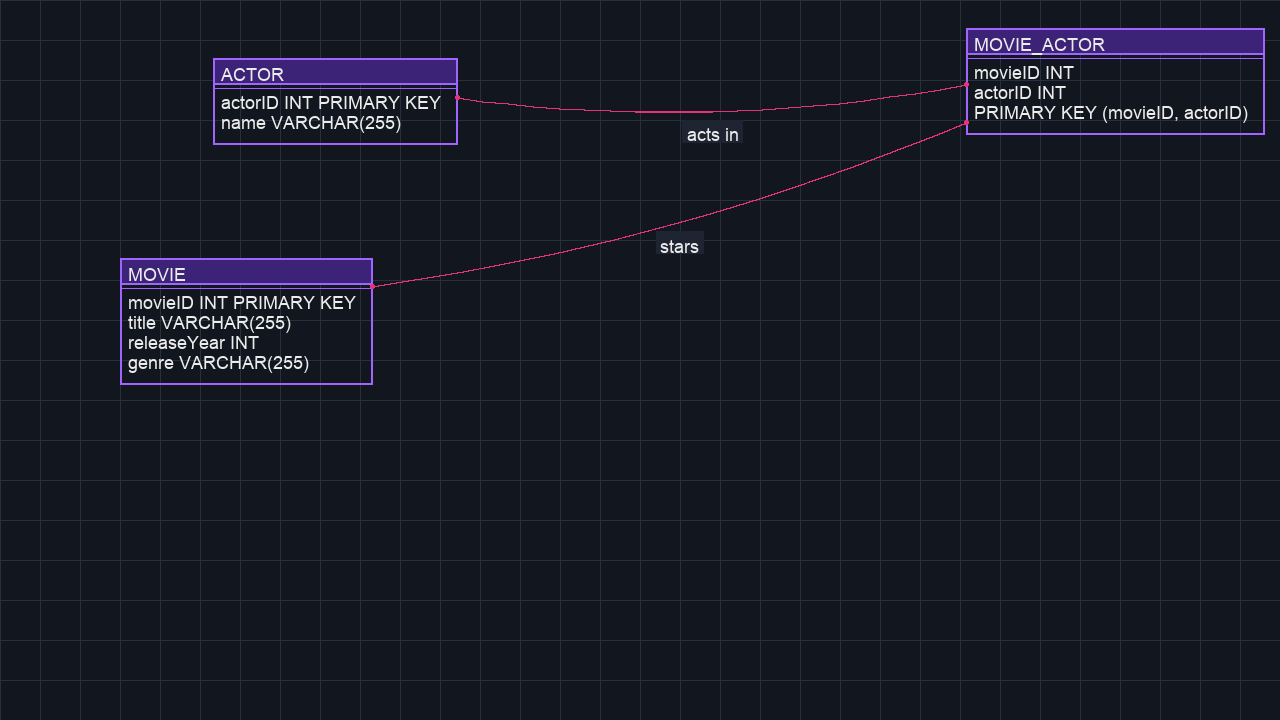 ACTOR
actorID INT PRIMARY KEY
name VARCHAR(255)
MOVIE_ACTOR
movieID INT
actorID INT
PRIMARY KEY (movieID, actorID)
acts in
stars
MOVIE
movieID INT PRIMARY KEY
title VARCHAR(255)
releaseYear INT
genre VARCHAR(255)